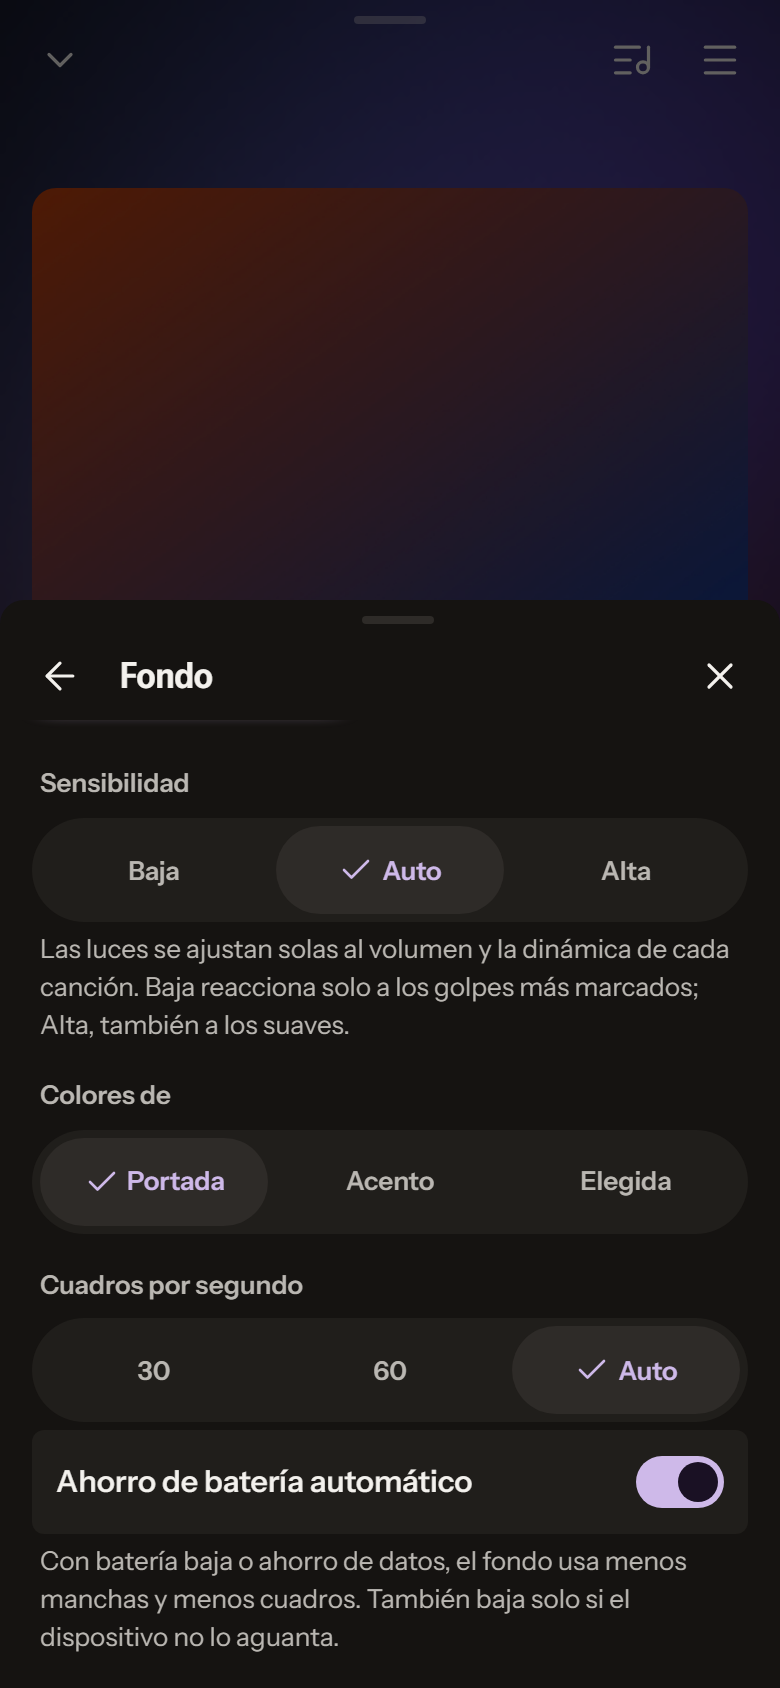 Fondo
Sensibilidad
Baja
Auto
Alta
Las luces se ajustan solas al volumen y la dinámica de cada
canción. Baja reacciona solo a los golpes más marcados;
Alta, también a los suaves.
Colores de
Portada
Acento
Elegida
Cuadros por segundo
30
60
Auto
Ahorro de batería automático
Con batería baja o ahorro de datos, el fondo usa menos
manchas y menos cuadros. También baja solo si el
dispositivo no lo aguanta.